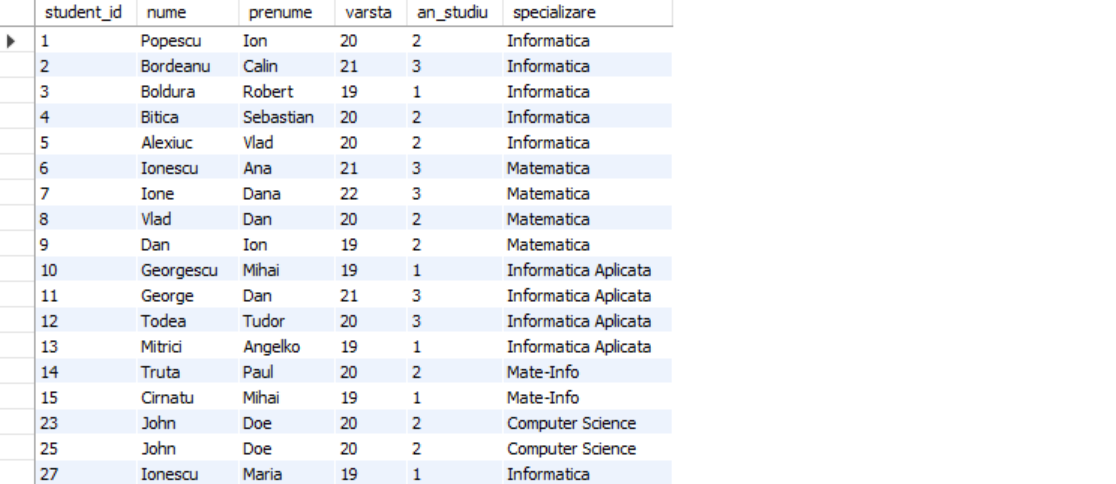 student_id nume prenume varsta an_studiu specializare
1 Popescu Ion 20 2 Informatica
2 Bordeanu Calin 21 3 Informatica
3 Boldura Robert 19 1 Informatica
4 Bitica Sebastian 20 2 Informatica
5 Alexiuc Vlad 20 2 Informatica
6 Ionescu Ana 21 3 Matematica
7 Ione Dana 22 3 Matematica
8 Vlad Dan 20 2 Matematica
9 Dan Ion 19 2 Matematica
10 Georgescu Mihai 19 1 Informatica Aplicata
11 George Dan 21 3 Informatica Aplicata
12 Todea Tudor 20 3 Informatica Aplicata
13 Mitrici Angelko 19 1 Informatica Aplicata
14 Truta Paul 20 2 Mate-Info
15 Cirnatu Mihai 19 1 Mate-Info
23 John Doe 20 2 Computer Science
25 John Doe 20 2 Computer Science
27 Ionescu Maria 19 1 Informatica